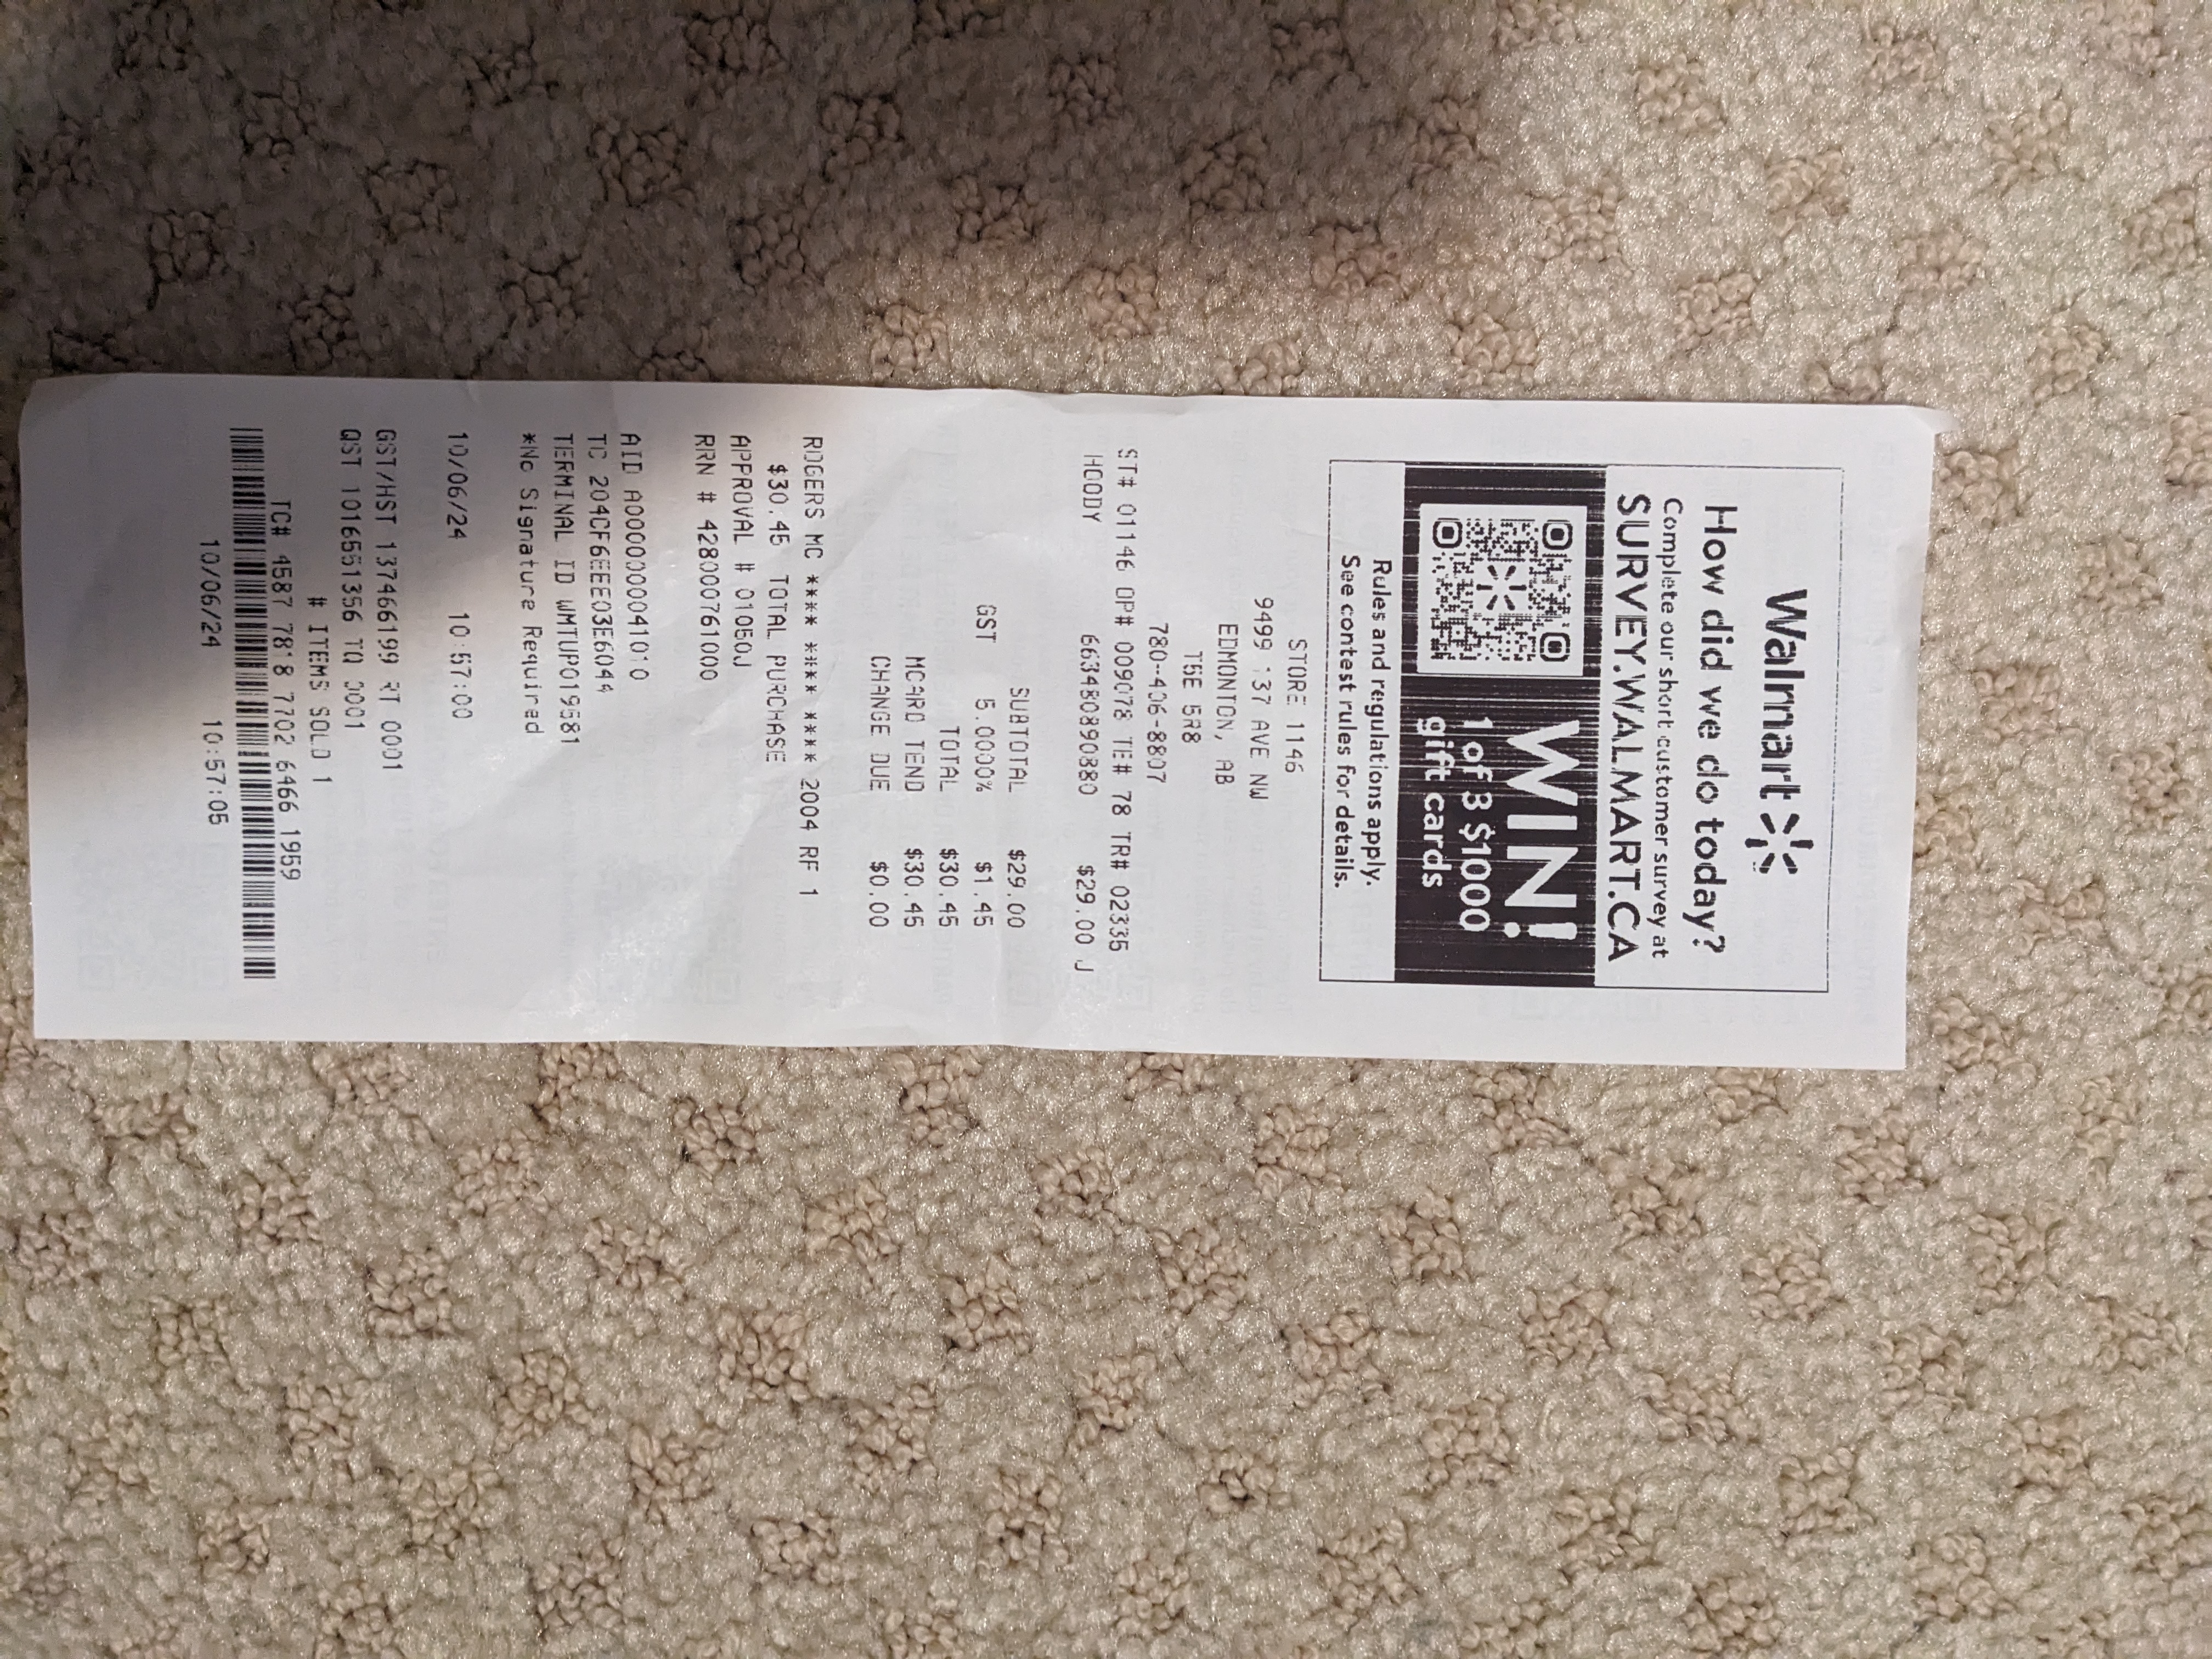 Walmart
How did we do today?
Complete our short customer survey at
SURVEY.WALMART.CA
WIN!
1 of 3 $1000
gift cards
Rules and regulations apply.
See contest rules for details.
STORE 1146
9499 137 AVE NW
EDMONTON, AB
T5E 5R8
780-406-8807
ST# 01146 OP# 009078 TE# 78 TR# 02335
HOODY 663480890880 $29.00 J
SUBTOTAL $29.00
GST 5.0000% $1.45
TOTAL $30.45
MCARD TEND $30.45
CHANGE DUE $0.00
ROGERS MC **** **** **** 2004 RF 1
$30.45 TOTAL PURCHASE
APPROVAL # 01050J
RRN # 428000761000
AID A0000000041010
TC 204CF6EEE03E6044
TERMINAL ID WMTUP019581
*No Signature Required
10/06/24 10:57:00
GST/HST 137466199 RT 0001
QST 1016551356 TQ 0001
# ITEMS SOLD 1
TC# 4587 7818 7702 6466 1959
10/06/24 10:57:05